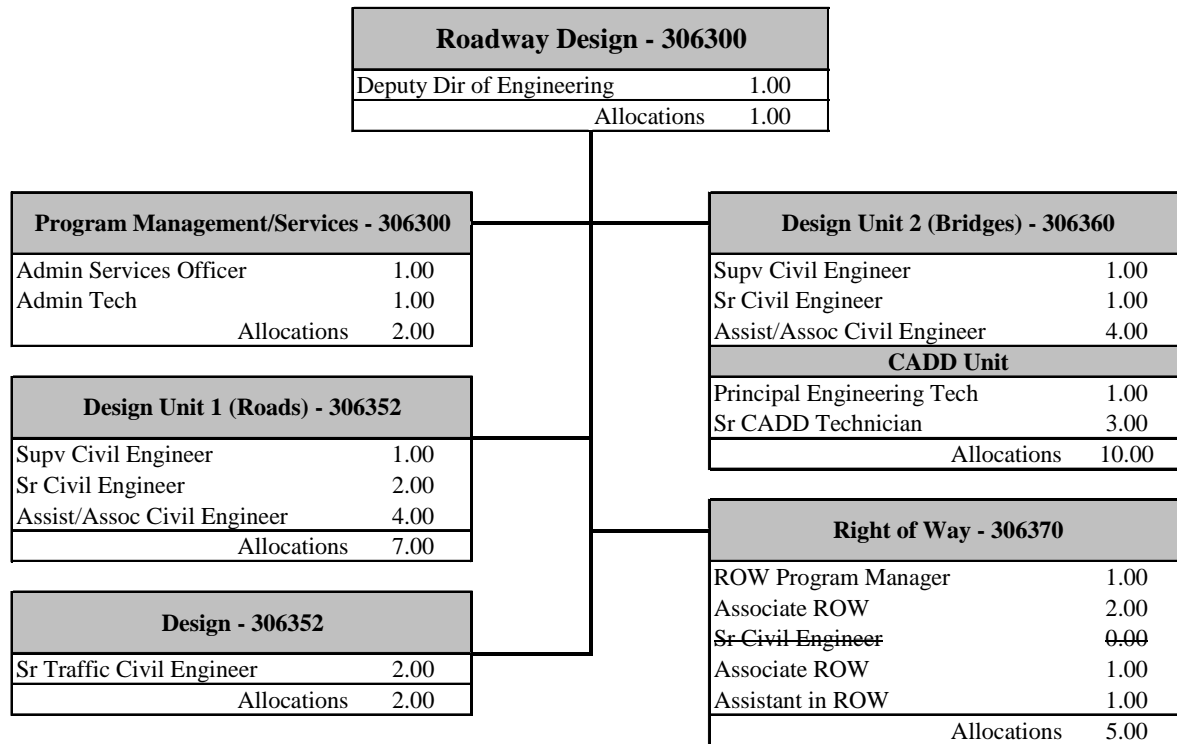 Roadway Design - 306300
Deputy Dir of Engineering 1.00
Allocations 1.00
Program Management/Services - 306300
Admin Services Officer 1.00
Admin Tech 1.00
Allocations 2.00
Design Unit 1 (Roads) - 306352
Supv Civil Engineer 1.00
Sr Civil Engineer 2.00
Assist/Assoc Civil Engineer 4.00
Allocations 7.00
Design - 306352
Sr Traffic Civil Engineer 2.00
Allocations 2.00
Design Unit 2 (Bridges) - 306360
Supv Civil Engineer 1.00
Sr Civil Engineer 1.00
Assist/Assoc Civil Engineer 4.00
CADD Unit
Principal Engineering Tech 1.00
Sr CADD Technician 3.00
Allocations 10.00
Right of Way - 306370
ROW Program Manager 1.00
Associate ROW 2.00
Sr Civil Engineer 0.00
Associate ROW 1.00
Assistant in ROW 1.00
Allocations 5.00